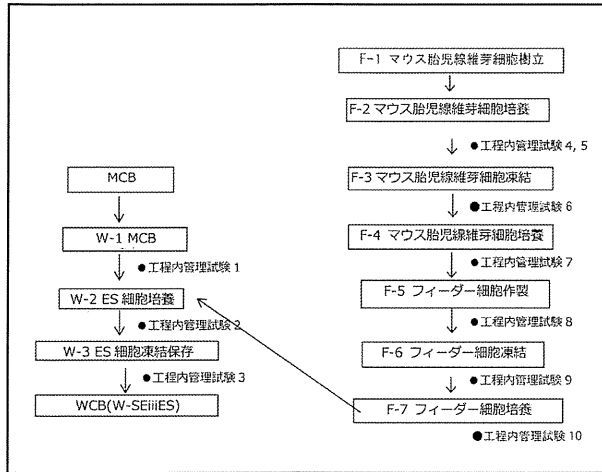 MCB
W-1 MCB
●工程内管理試験 1
W-2 ES 細胞培養
●工程内管理試験 2
W-3 ES 細胞凍結保存
●工程内管理試験 3
WCB(W-SEiiiES)
F-1 マウス胎児線維芽細胞樹立
F-2 マウス胎児線維芽細胞培養
●工程内管理試験 4, 5
F-3 マウス胎児線維芽細胞凍結
●工程内管理試験 6
F-4 マウス胎児線維芽細胞培養
●工程内管理試験 7
F-5 フィーダー細胞作製
●工程内管理試験 8
F-6 フィーダー細胞凍結
●工程内管理試験 9
F-7 フィーダー細胞培養
●工程内管理試験 10